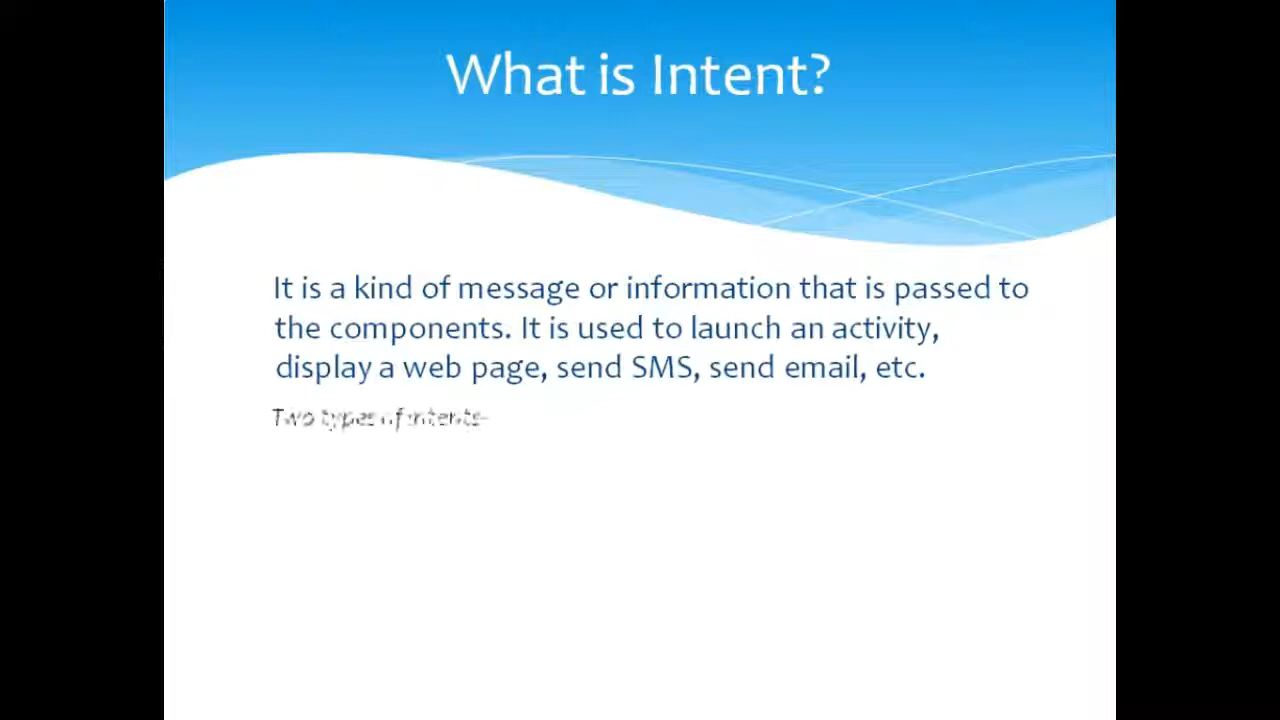 What is Intent?
It is a kind of message or information that is passed to
the components. It is used to launch an activity,
display a web page, send SMS, send email, etc.
Two types of intents-